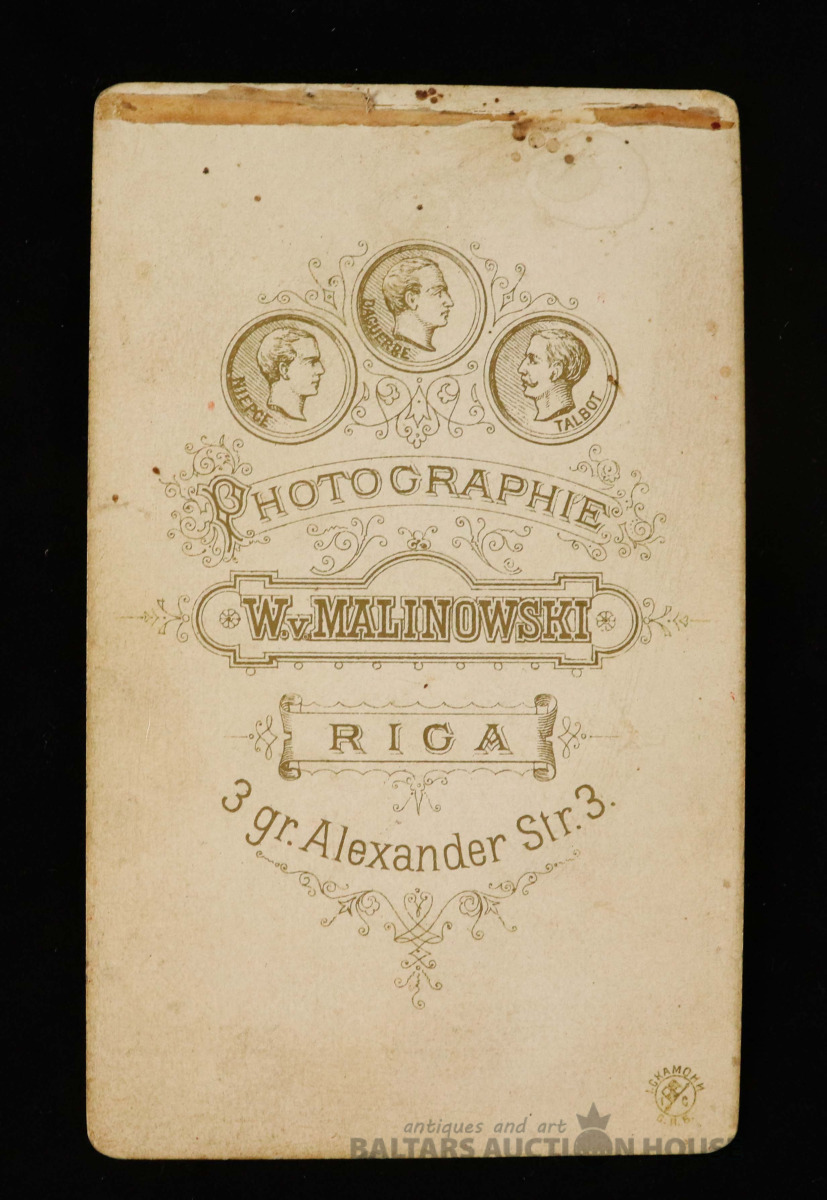 DAGUERRE
NIEPCE
TALBOT
PHOTOGRAPHIE
W.v.MALINOWSKI
RIGA
3 gr. Alexander Str. 3.
antiques and art
BALTARS AUCTION HOUSE